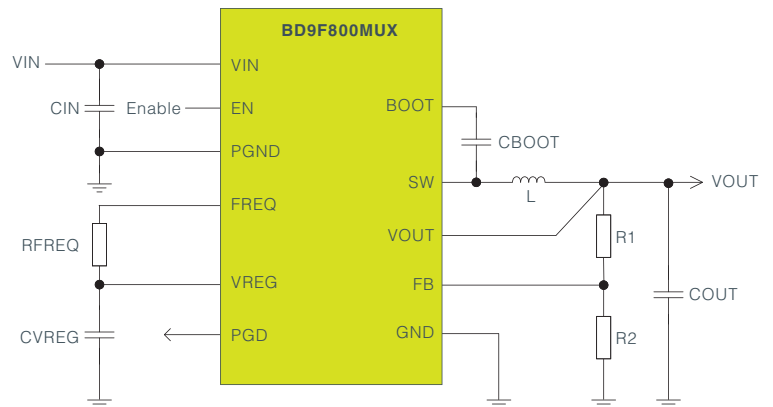 BD9F800MUX
VIN
VIN
CIN
Enable
EN
PGND
FREQ
RFREQ
VREG
CVREG
PGD
BOOT
CBOOT
SW
L
VOUT
VOUT
R1
FB
COUT
GND
R2